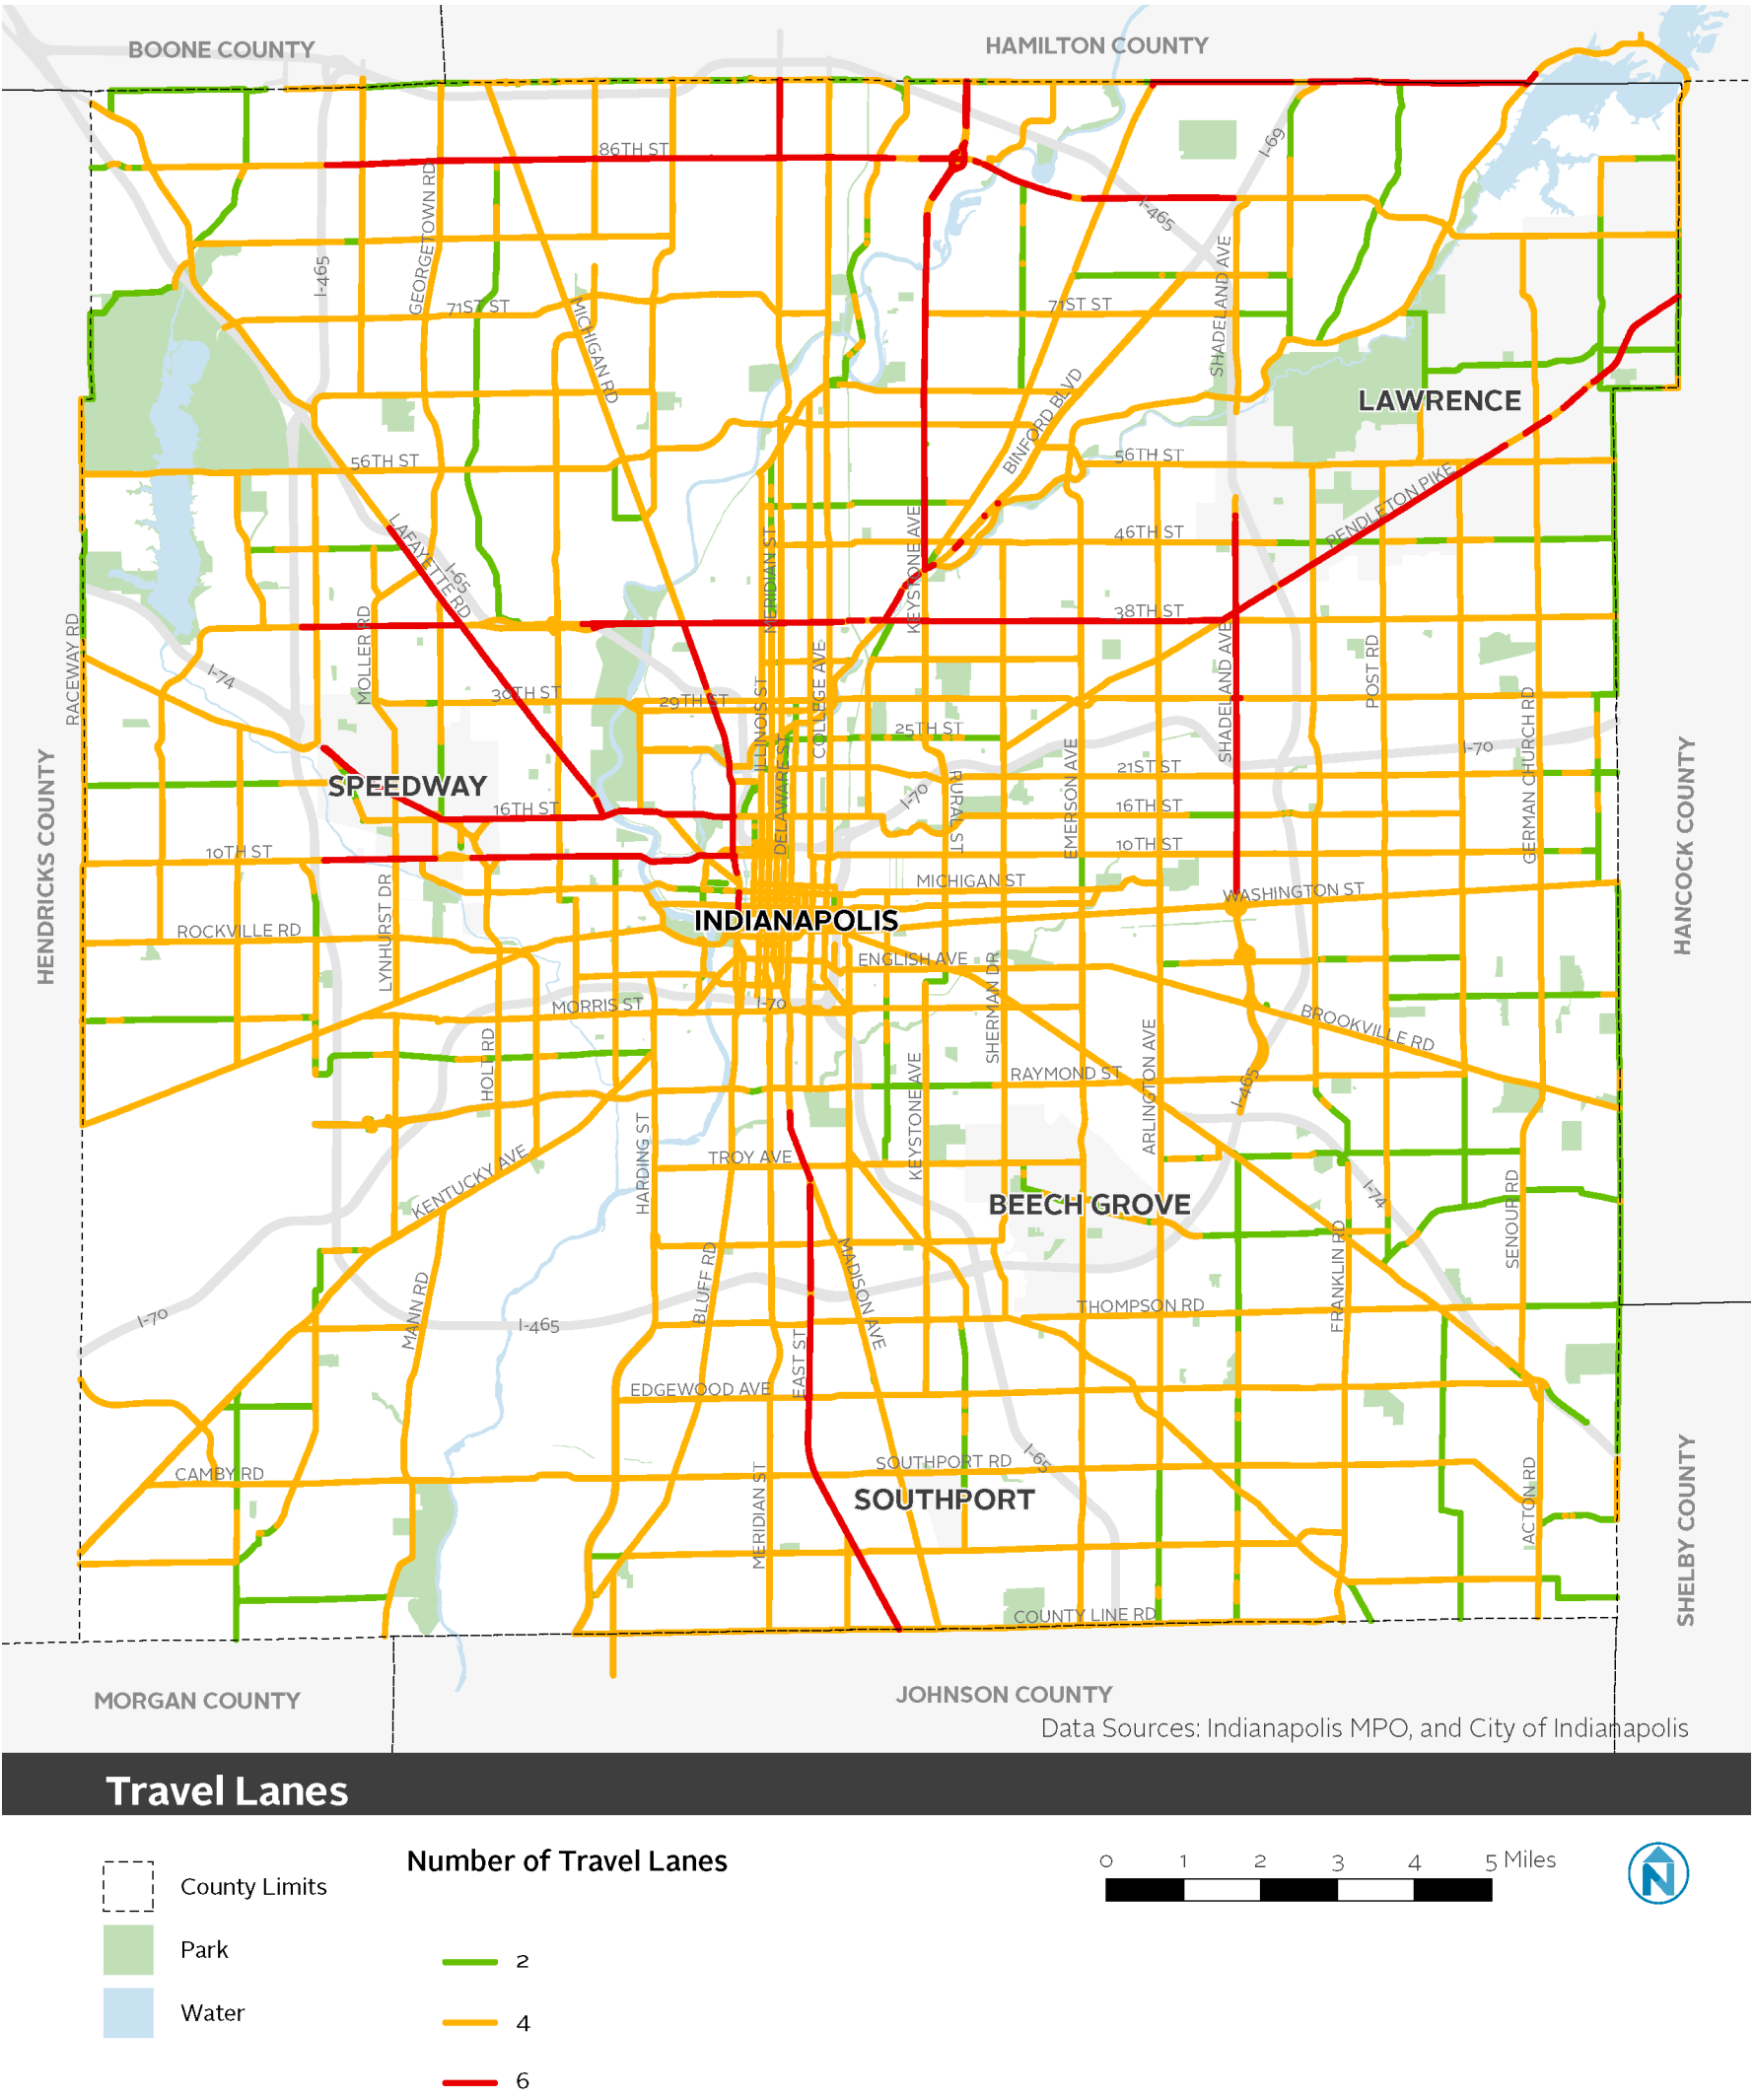 BOONE COUNTY
HAMILTON COUNTY
86TH ST
I-69
GEORGETOWN RD
I-465
I-465
SHADELAND AVE
71ST ST
MICHIGAN RD
71ST ST
BINFORD BLVD
LAWRENCE
56TH ST
56TH ST
PENDLETON PIKE
LAFAYETTE RD
I-65
MERIDIAN ST
KEYSTONE AVE
46TH ST
38TH ST
RACEWAY RD
MOLLER RD
I-74
COLLEGE AVE
SHADELAND AVE
POST RD
30TH ST
29TH ST
ILLINOIS ST
25TH ST
GERMAN CHURCH RD
I-70
DELAWARE ST
EMERSON AVE
21ST ST
SPEEDWAY
I-70
RURAL ST
16TH ST
16TH ST
10TH ST
10TH ST
HENDRICKS COUNTY
HANCOCK COUNTY
MICHIGAN ST
WASHINGTON ST
LYNHURST DR
INDIANAPOLIS
ROCKVILLE RD
ENGLISH AVE
SHERMAN DR
MORRIS ST
I-70
BROOKVILLE RD
HOLT RD
KEYSTONE AVE
ARLINGTON AVE
RAYMOND ST
I-465
HARDING ST
TROY AVE
KENTUCKY AVE
BEECH GROVE
I-74
SENOUR RD
MANN RD
BLUFF RD
MADISON AVE
FRANKLIN RD
THOMPSON RD
I-70
I-465
EAST ST
EDGEWOOD AVE
CAMBY RD
SOUTHPORT RD
I-65
MERIDIAN ST
SOUTHPORT
ACTON RD
SHELBY COUNTY
COUNTY LINE RD
MORGAN COUNTY
JOHNSON COUNTY
Data Sources: Indianapolis MPO, and City of Indianapolis
Travel Lanes
Number of Travel Lanes
0 1 2 3 4 5 Miles
N
County Limits
Park
Water
2
4
6